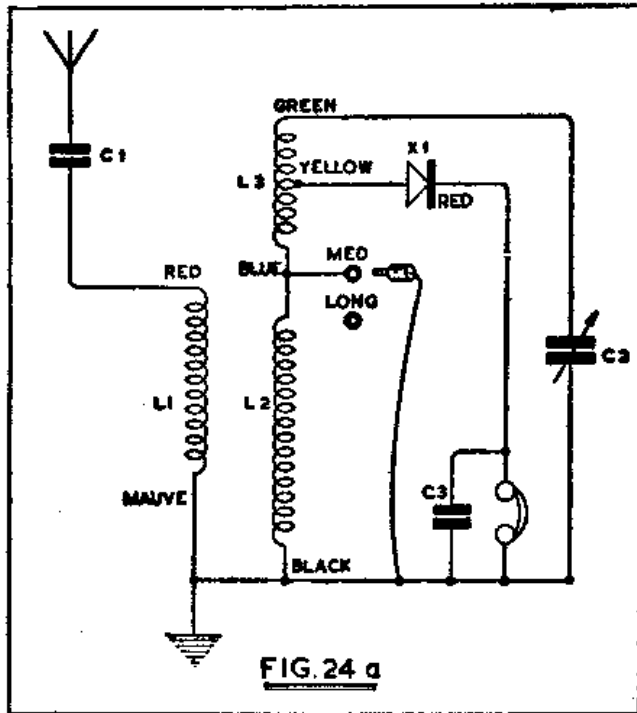 GREEN
C1
X1
YELLOW
L3
RED
RED
BLUE
MED
LONG
C2
L1
L2
C3
MAUVE
BLACK
FIG. 24 a